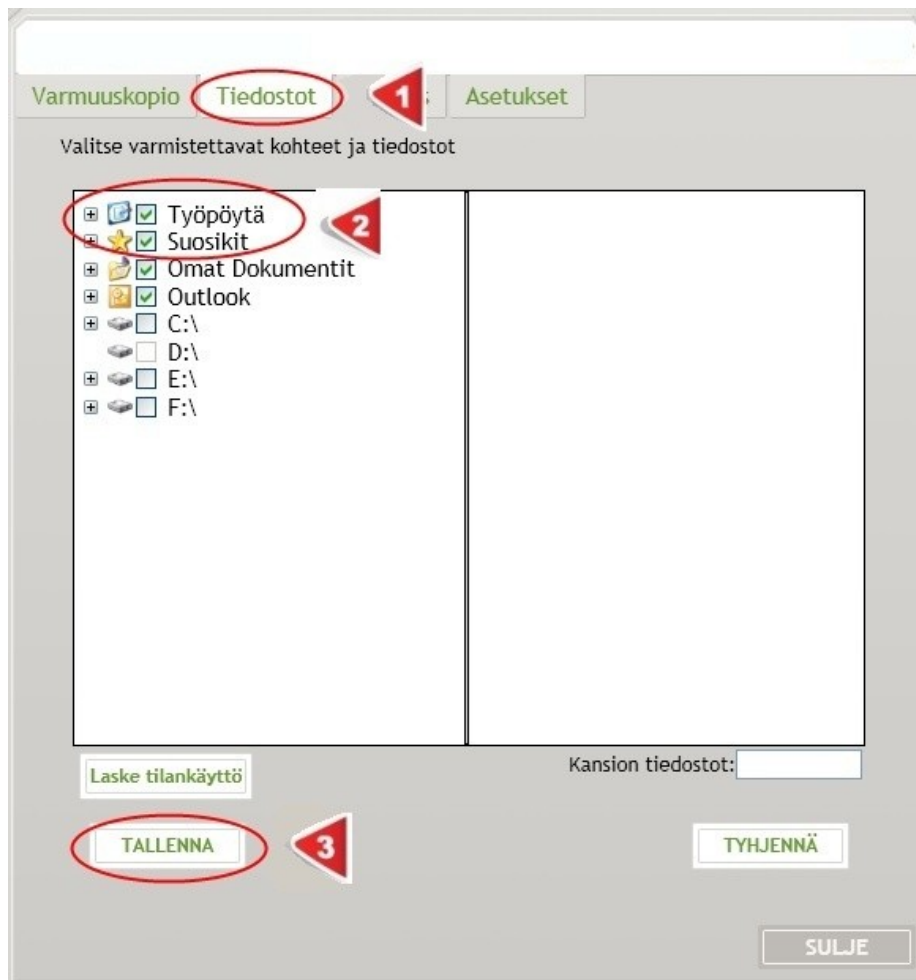 Varmuuskopio Tiedostot 1 Asetukset
Valitse varmistettavat kohteet ja tiedostot
Työpöytä 2
Suosikit
Omat Dokumentit
Outlook
C:\
D:\
E:\
F:\
Laske tilankäyttö Kansion tiedostot:
TALLENNA 3 TYHJENNÄ
SULJE